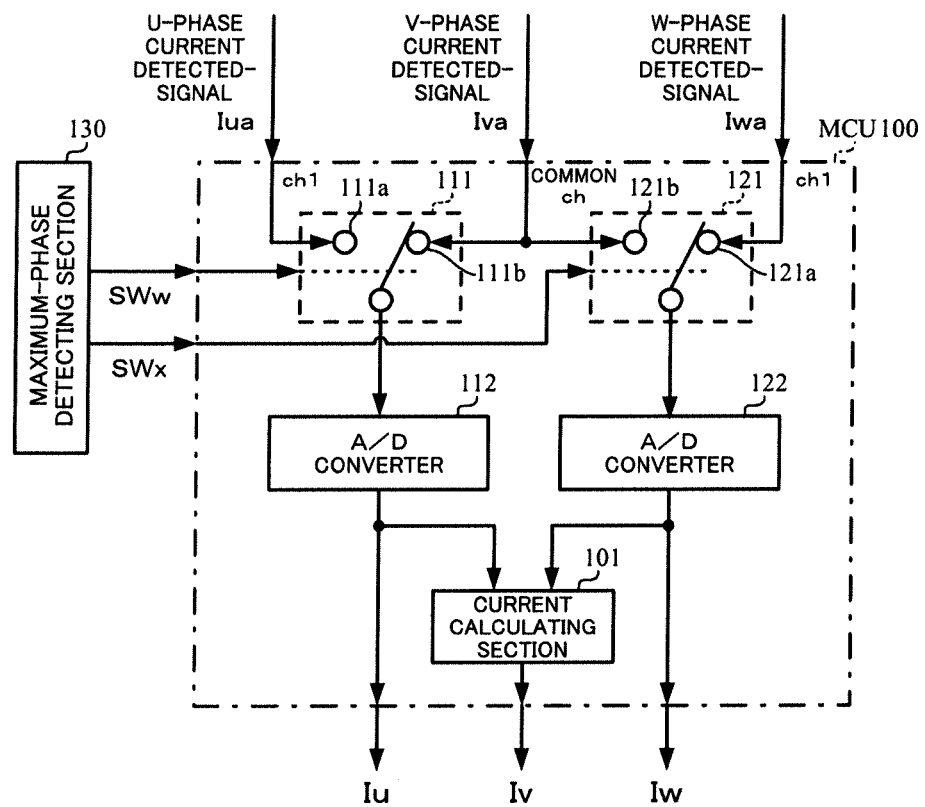 U-PHASE
CURRENT
DETECTED-
SIGNAL
Iua
V-PHASE
CURRENT
DETECTED-
SIGNAL
Iva
W-PHASE
CURRENT
DETECTED-
SIGNAL
Iwa
MCU100
130
MAXIMUM-PHASE
DETECTING SECTION
ch1
111a
111
111b
COMMON
ch
121b
121
121a
ch1
SWw
SWx
112
A/D
CONVERTER
122
A/D
CONVERTER
101
CURRENT
CALCULATING
SECTION
Iu
Iv
Iw